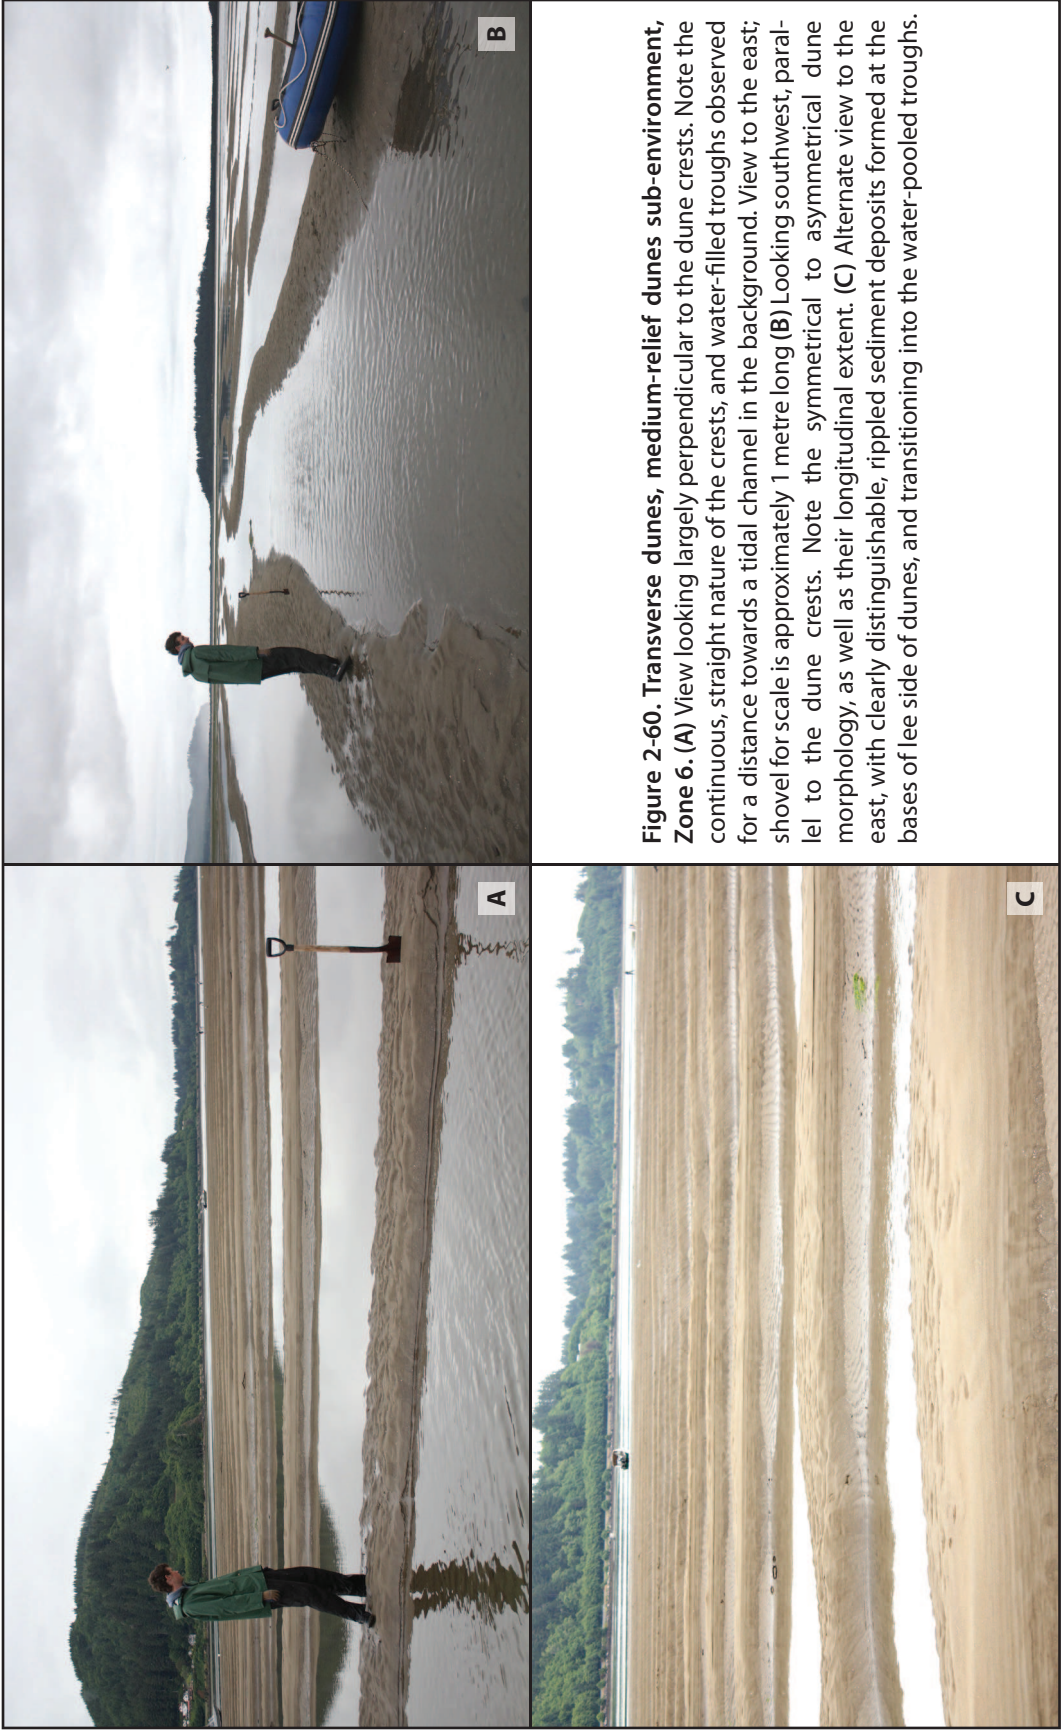 A
B
C
Figure 2-60. Transverse dunes, medium-relief dunes sub-environment,
Zone 6. (A) View looking largely perpendicular to the dune crests. Note the
continuous, straight nature of the crests, and water-filled troughs observed
for a distance towards a tidal channel in the background. View to the east;
shovel for scale is approximately 1 metre long (B) Looking southwest, paral-
lel to the dune crests. Note the symmetrical to asymmetrical dune
morphology, as well as their longitudinal extent. (C) Alternate view to the
east, with clearly distinguishable, rippled sediment deposits formed at the
bases of lee side of dunes, and transitioning into the water-pooled troughs.